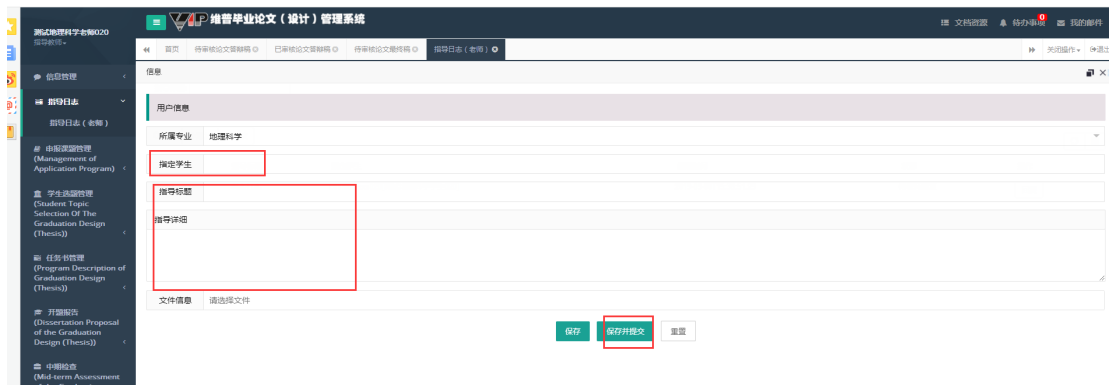 测试地理科学老师020
指导教师
VIP 维普毕业论文（设计）管理系统
文档资源 待办事项 0 我的邮件
首页 待审核论文答辩稿 已审核论文答辩稿 待审核论文最终稿 指导日志（老师） 关闭操作 退出
信息管理
指导日志
指导日志（老师）
申报课题管理
(Management of
Application Program)
学生选题管理
(Student Topic
Selection Of The
Graduation Design
(Thesis))
任务书管理
(Program Description of
Graduation Design
(Thesis))
开题报告
(Dissertation Proposal
of the Graduation
Design (Thesis))
中期检查
(Mid-term Assessment
信息
用户信息
所属专业 地理科学
指定学生
指导标题
指导详细
文件信息 请选择文件
保存 保存并提交 重置